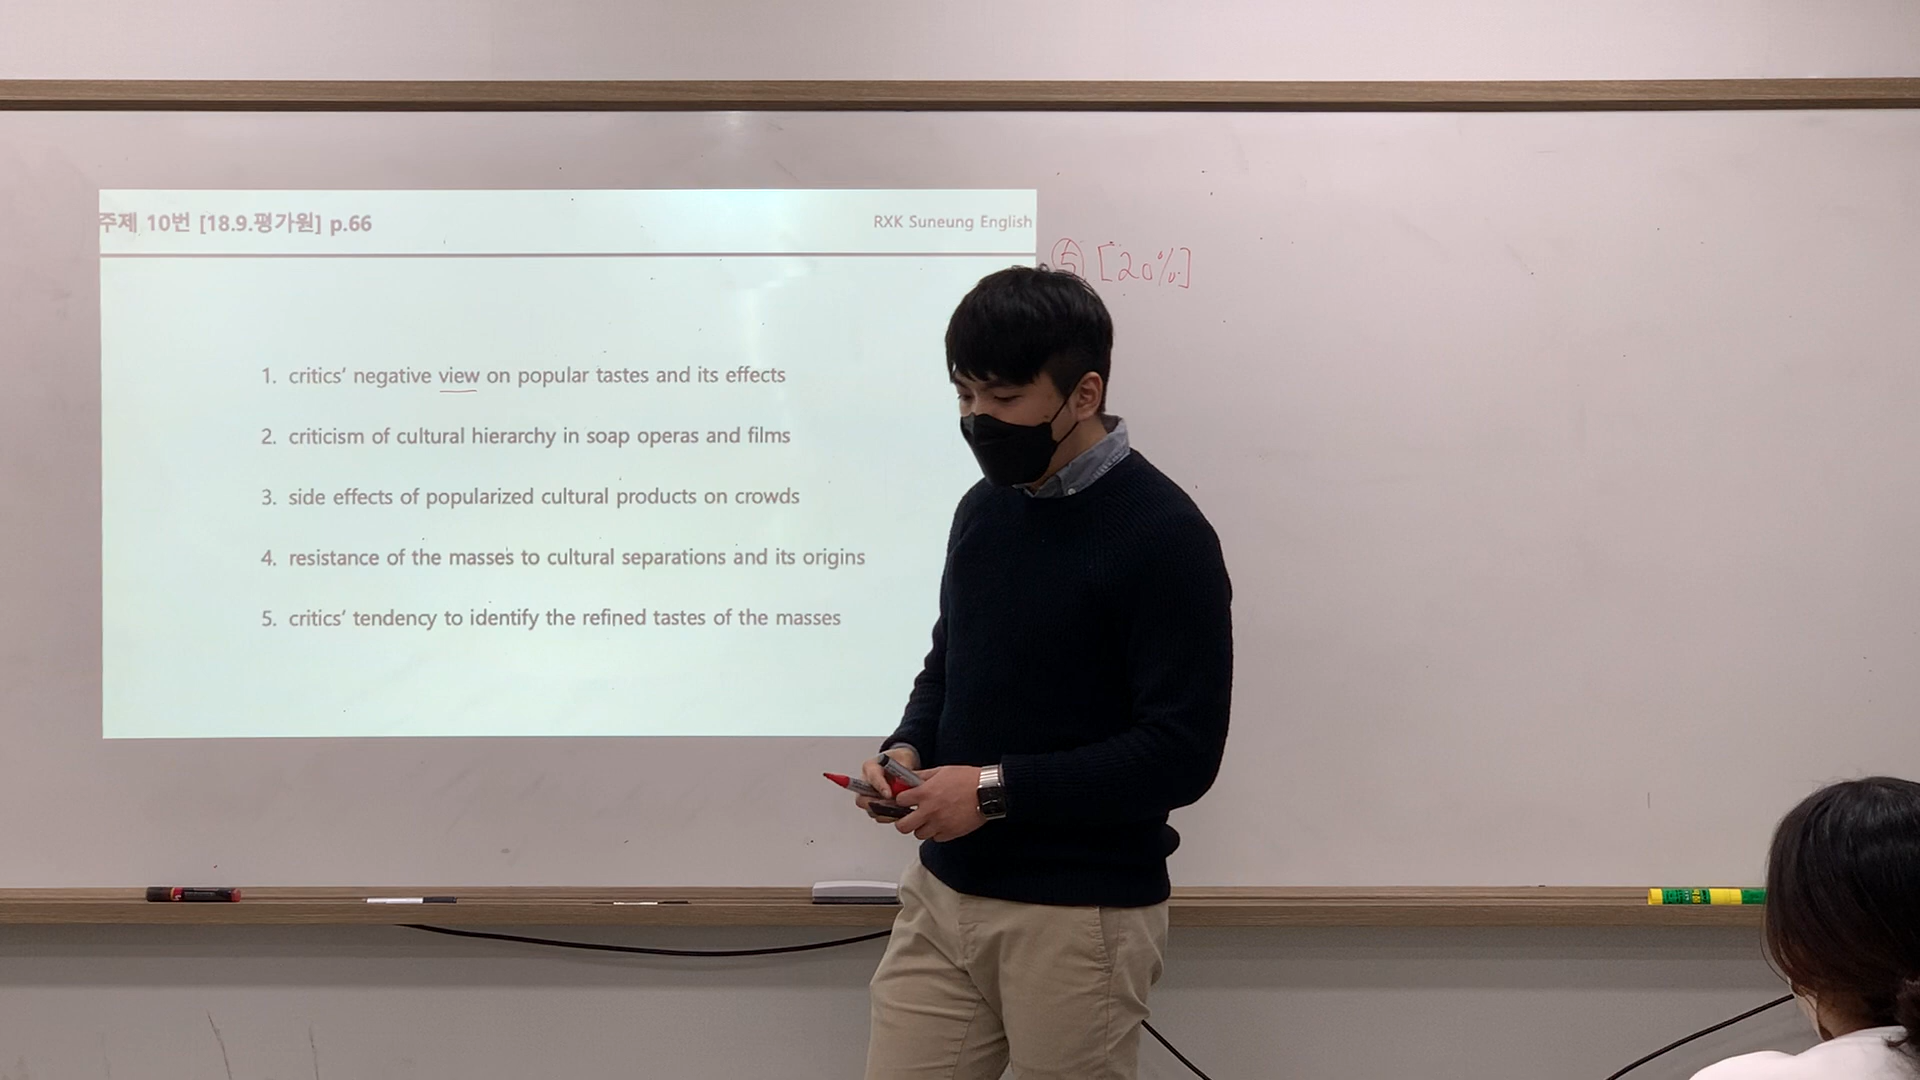 주제 10번 [18.9.평가원] p.66
RXK Suneung English
⑤ [20%]
1. critics’ negative view on popular tastes and its effects
2. criticism of cultural hierarchy in soap operas and films
3. side effects of popularized cultural products on crowds
4. resistance of the masses to cultural separations and its origins
5. critics’ tendency to identify the refined tastes of the masses